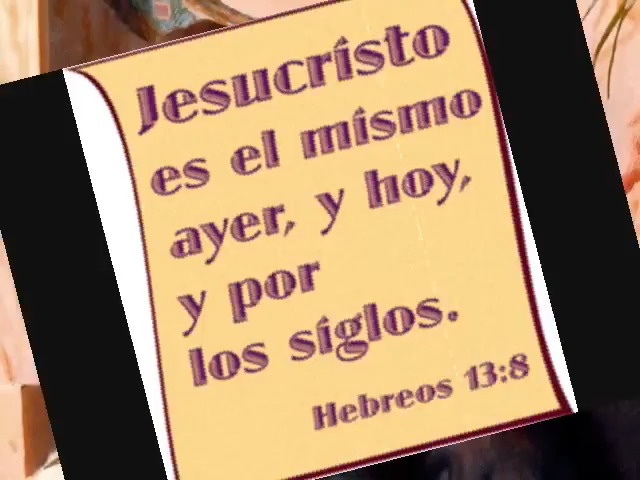 Jesucristo
es el mismo
ayer, y hoy,
y por
los siglos.
Hebreos 13:8